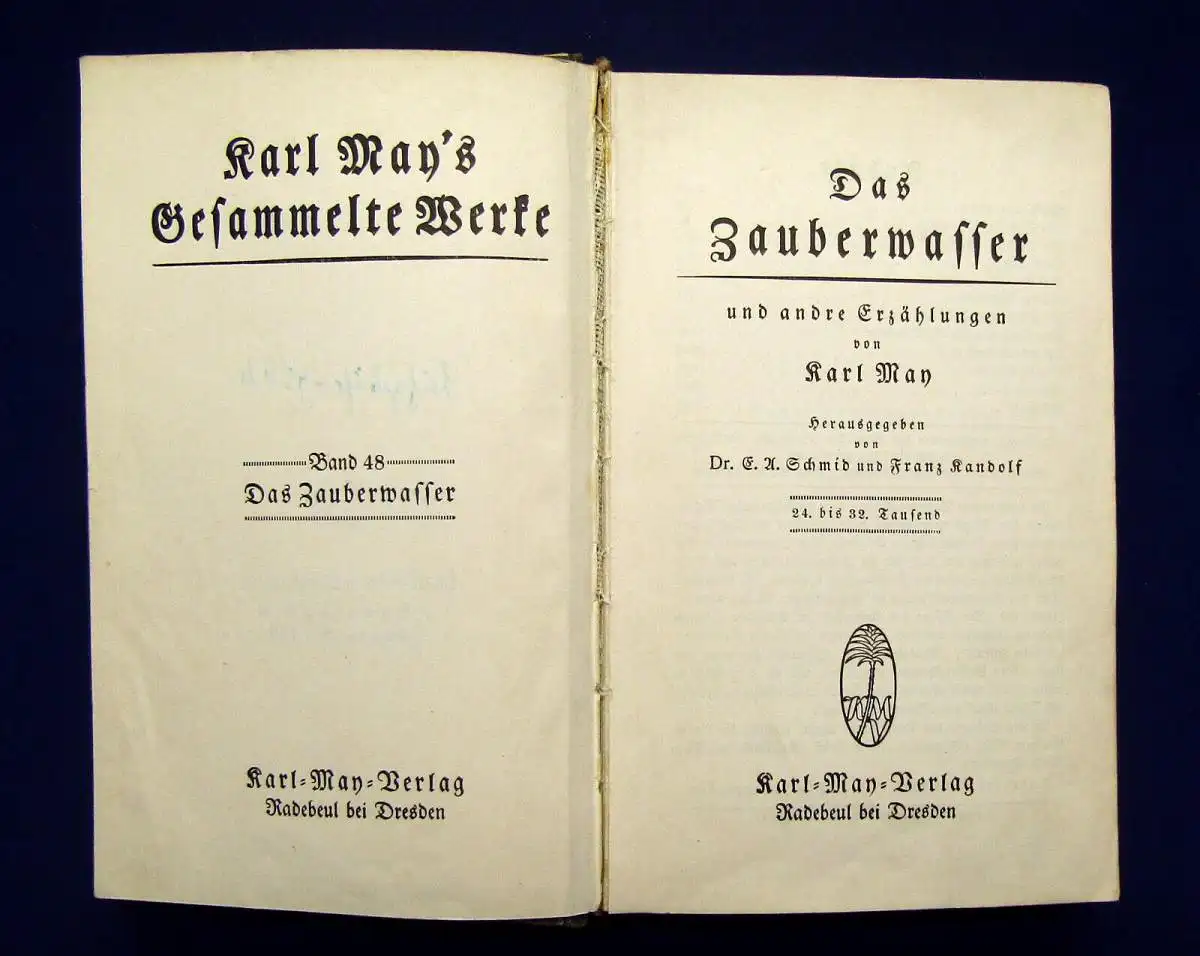 Karl May's
Gesammelte Werke
Band 48
Das Zauberwasser
Karl-May-Verlag
Radebeul bei Dresden
Das
Zauberwasser
und andre Erzählungen
von
Karl May
Herausgegeben
von
Dr. E. A. Schmid und Franz Kandolf
24. bis 32. Tausend
Karl-May-Verlag
Radebeul bei Dresden